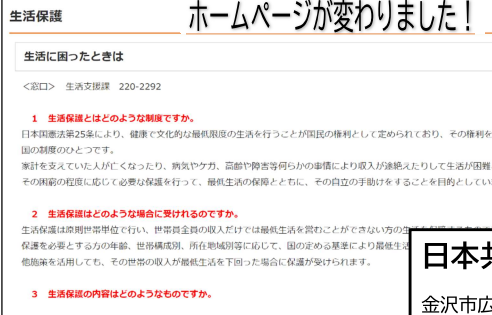 生活保護
ホームページが変わりました！
生活に困ったときは
<窓口> 生活支援課 220-2292
1 生活保護とはどのような制度ですか。
日本国憲法第25条により、健康で文化的な最低限度の生活を行うことが国民の権利として定められており、その権利を
国の制度のひとつです。
家計を支えていた人が亡くなったり、病気やケガ、高齢や障害等何らかの事情により収入が途絶えたりして生活が困難
その困窮の程度に応じて必要な保護を行って、最低生活の保障とともに、その自立の手助けをすることを目的としてい
2 生活保護はどのような場合に受けれるのですか。
生活保護は原則世帯単位で行い、世帯員全員の収入だけでは最低生活を営むことができない方の生
保護を必要とする方の年齢、世帯構成別、所在地域別等に応じて、国の定める基準により最低生活
他施策を活用しても、その世帯の収入が最低生活を下回った場合に保護が受けられます。
3 生活保護の内容はどのようなものですか。
日本共
金沢市広